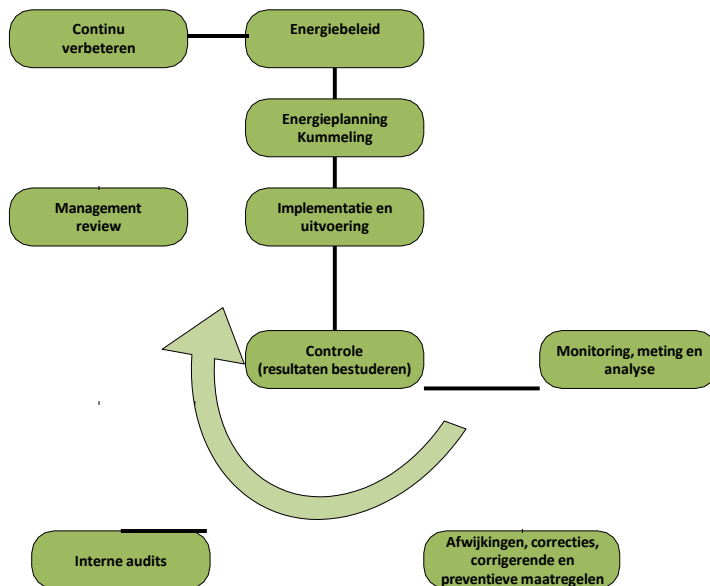 Continu
verbeteren
Energiebeleid
Energieplanning
Kummeling
Management
review
Implementatie en
uitvoering
Controle
(resultaten bestuderen)
Monitoring, meting en
analyse
Interne audits
Afwijkingen, correcties,
corrigerende en
preventieve maatregelen